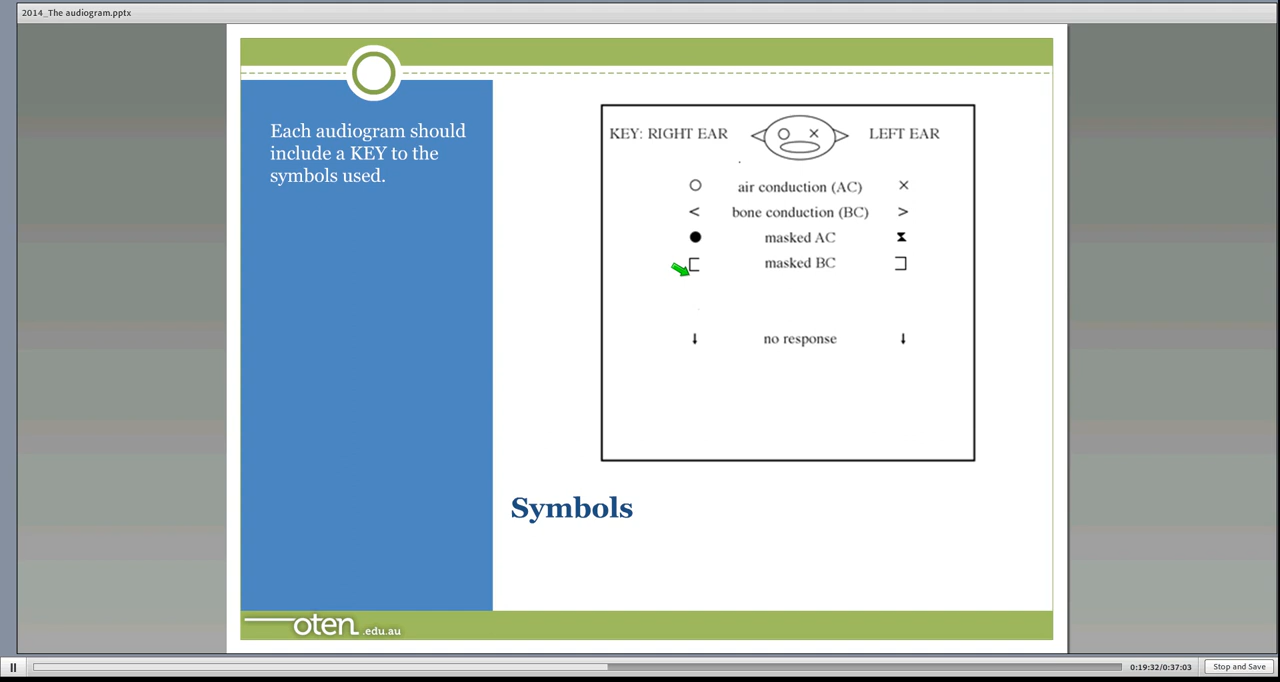 2014_The audiogram.pptx
Each audiogram should
include a KEY to the
symbols used.
KEY: RIGHT EAR LEFT EAR
air conduction (AC) ×
< bone conduction (BC) >
masked AC
masked BC
↓ no response ↓
Symbols
oten.edu.au
0:19:32/0:37:03 Stop and Save